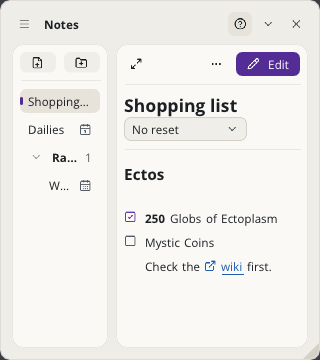 Notes
Shopping...
Dailies
Ra... 1
W...
Edit
Shopping list
No reset
Ectos
250 Globs of Ectoplasm
Mystic Coins
Check the wiki first.